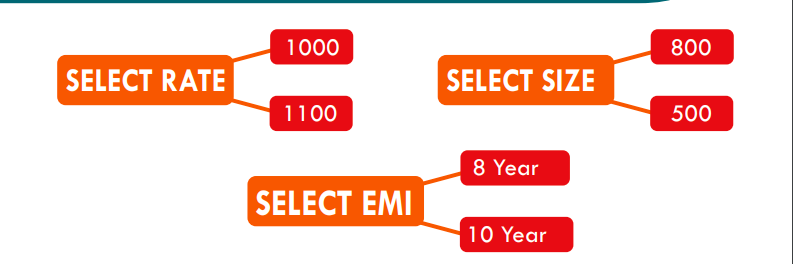 SELECT RATE
1000
1100
SELECT SIZE
800
500
SELECT EMI
8 Year
10 Year